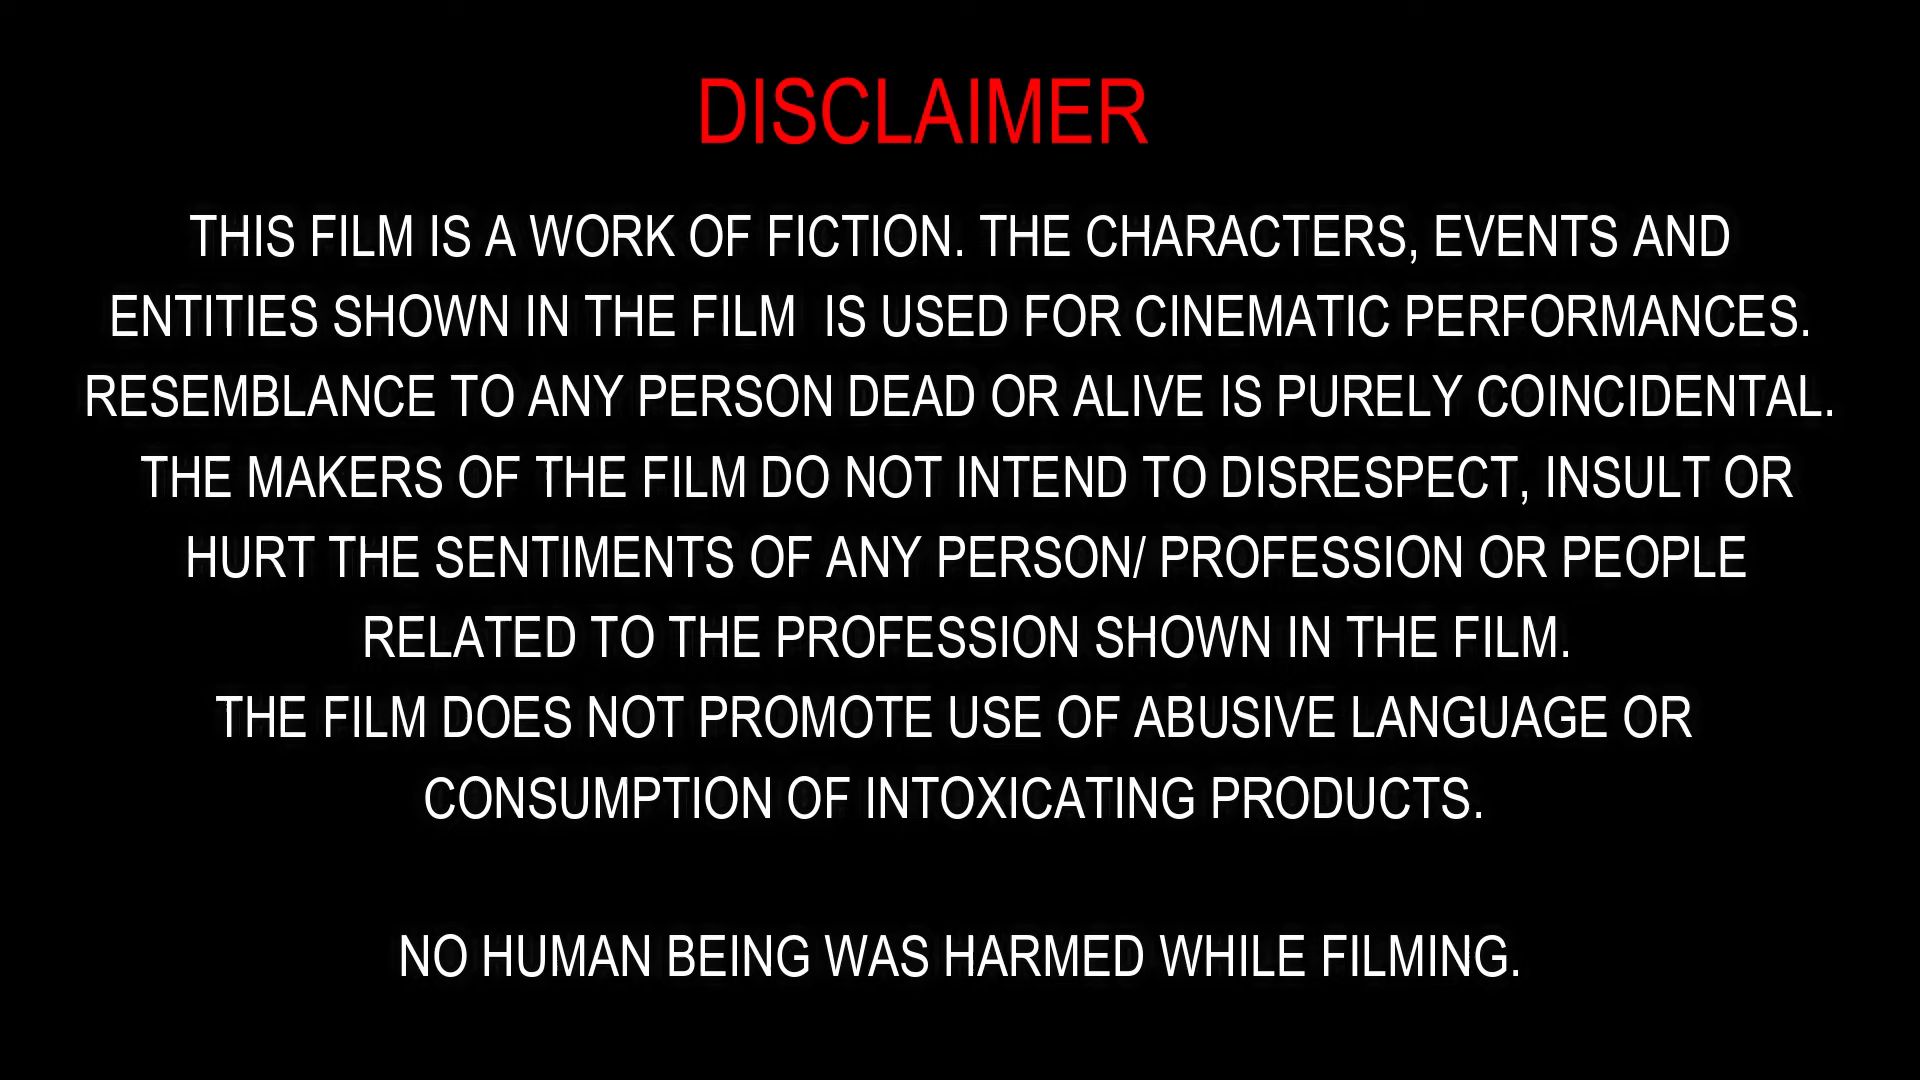 DISCLAIMER
THIS FILM IS A WORK OF FICTION. THE CHARACTERS, EVENTS AND
ENTITIES SHOWN IN THE FILM  IS USED FOR CINEMATIC PERFORMANCES.
RESEMBLANCE TO ANY PERSON DEAD OR ALIVE IS PURELY COINCIDENTAL.
THE MAKERS OF THE FILM DO NOT INTEND TO DISRESPECT, INSULT OR
HURT THE SENTIMENTS OF ANY PERSON/ PROFESSION OR PEOPLE
RELATED TO THE PROFESSION SHOWN IN THE FILM.
THE FILM DOES NOT PROMOTE USE OF ABUSIVE LANGUAGE OR
CONSUMPTION OF INTOXICATING PRODUCTS.
NO HUMAN BEING WAS HARMED WHILE FILMING.